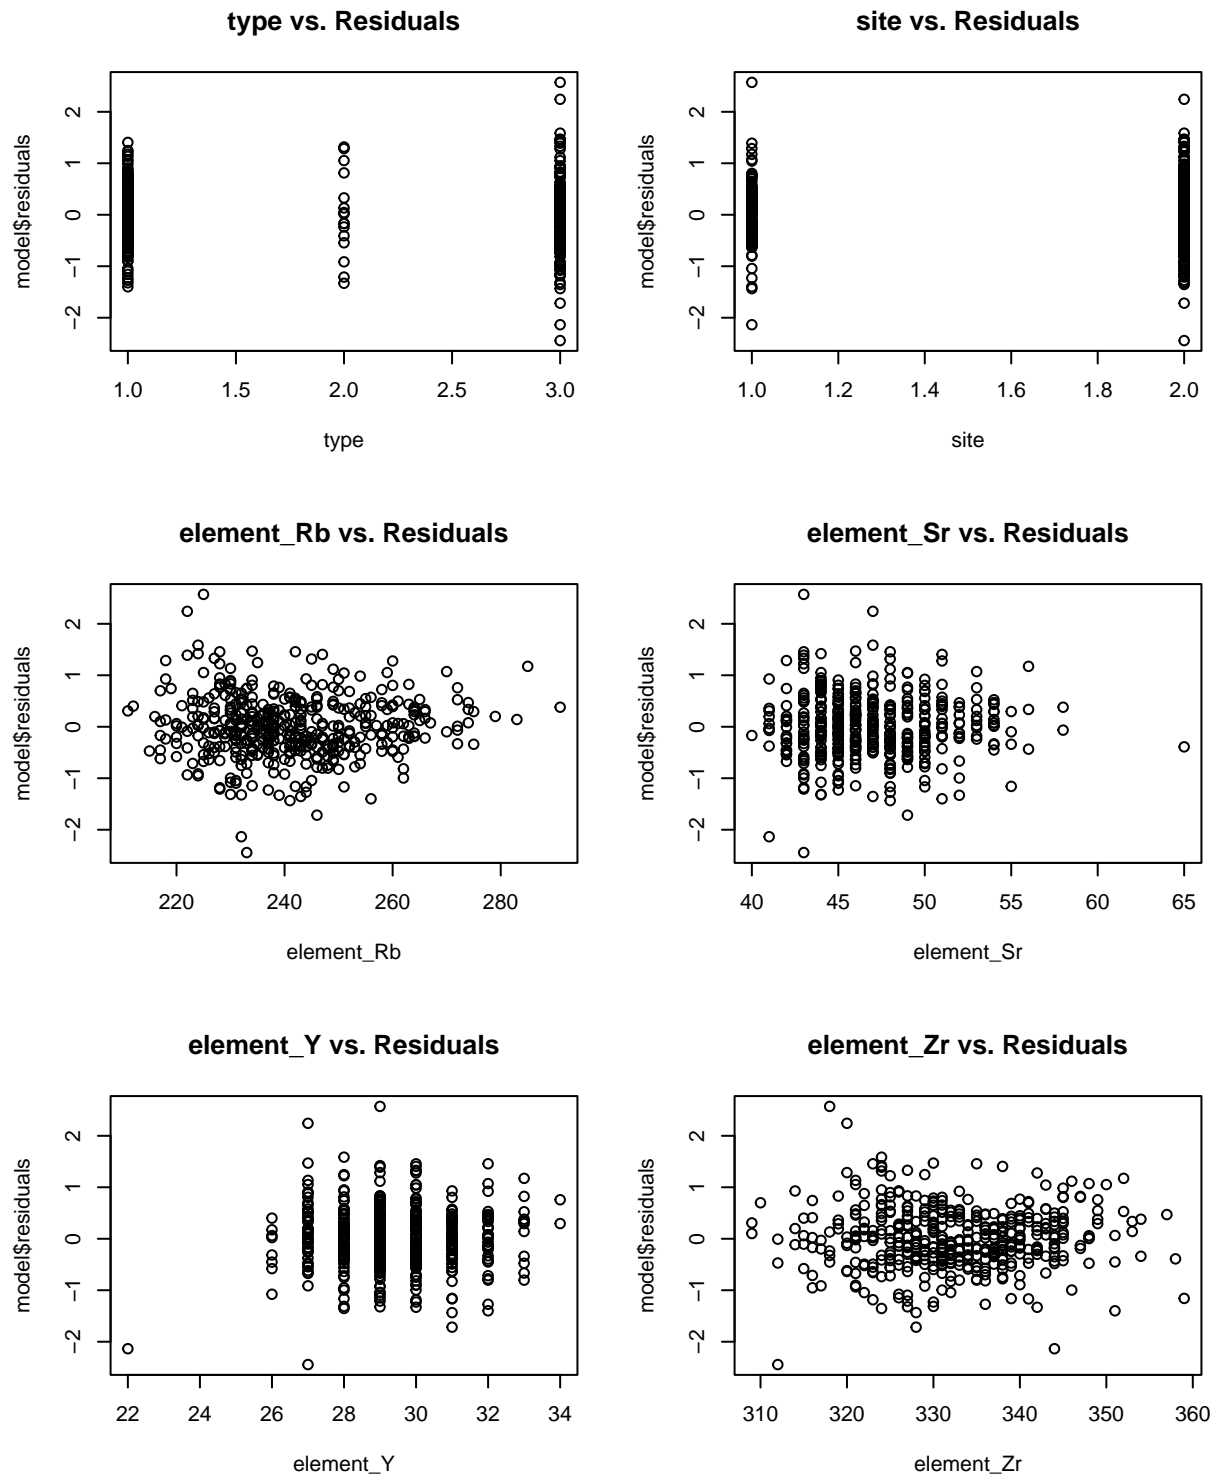 type vs. Residuals
model$residuals
2
1
0
−1
−2
1.0 1.5 2.0 2.5 3.0
type
site vs. Residuals
model$residuals
2
1
0
−1
−2
1.0 1.2 1.4 1.6 1.8 2.0
site
element_Rb vs. Residuals
model$residuals
2
1
0
−1
−2
220 240 260 280
element_Rb
element_Sr vs. Residuals
model$residuals
2
1
0
−1
−2
40 45 50 55 60 65
element_Sr
element_Y vs. Residuals
model$residuals
2
1
0
−1
−2
22 24 26 28 30 32 34
element_Y
element_Zr vs. Residuals
model$residuals
2
1
0
−1
−2
310 320 330 340 350 360
element_Zr